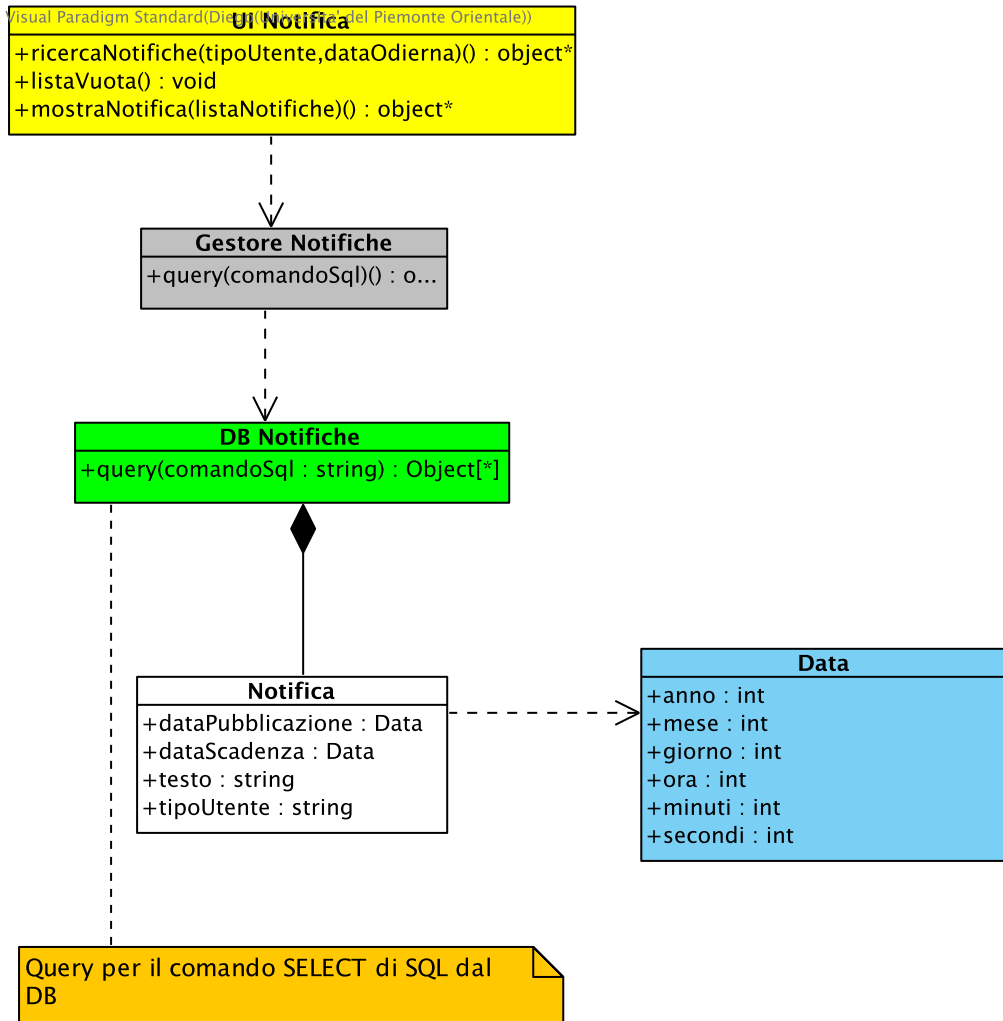 Visual Paradigm Standard(Diego(Universita' del Piemonte Orientale))
UI Notifica
+ricercaNotifiche(tipoUtente,dataOdierna)() : object*
+listaVuota() : void
+mostraNotifica(listaNotifiche)() : object*
Gestore Notifiche
+query(comandoSql)() : o...
DB Notifiche
+query(comandoSql : string) : Object[*]
Notifica
+dataPubblicazione : Data
+dataScadenza : Data
+testo : string
+tipoUtente : string
Data
+anno : int
+mese : int
+giorno : int
+ora : int
+minuti : int
+secondi : int
Query per il comando SELECT di SQL dal
DB